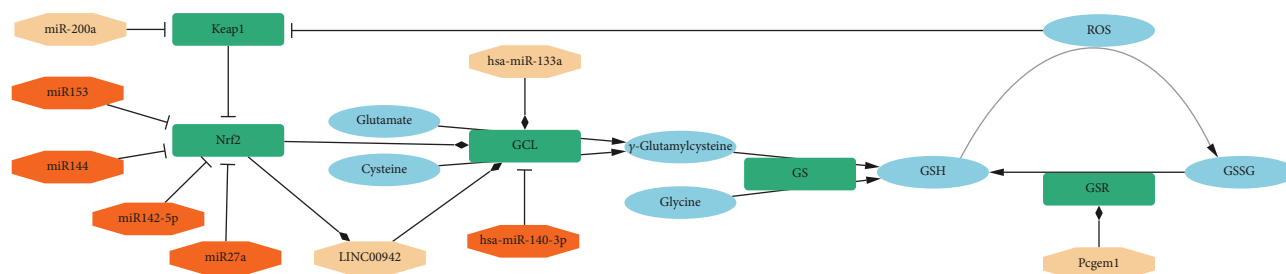 miR-200a
Keap1
ROS
hsa-miR-133a
miR153
Glutamate
Nrf2
GCL
γ-Glutamylcysteine
miR144
Cysteine
GS
GSH
GSSG
GSR
Glycine
miR142-5p
miR27a
LINC00942
hsa-miR-140-3p
Pcgem1